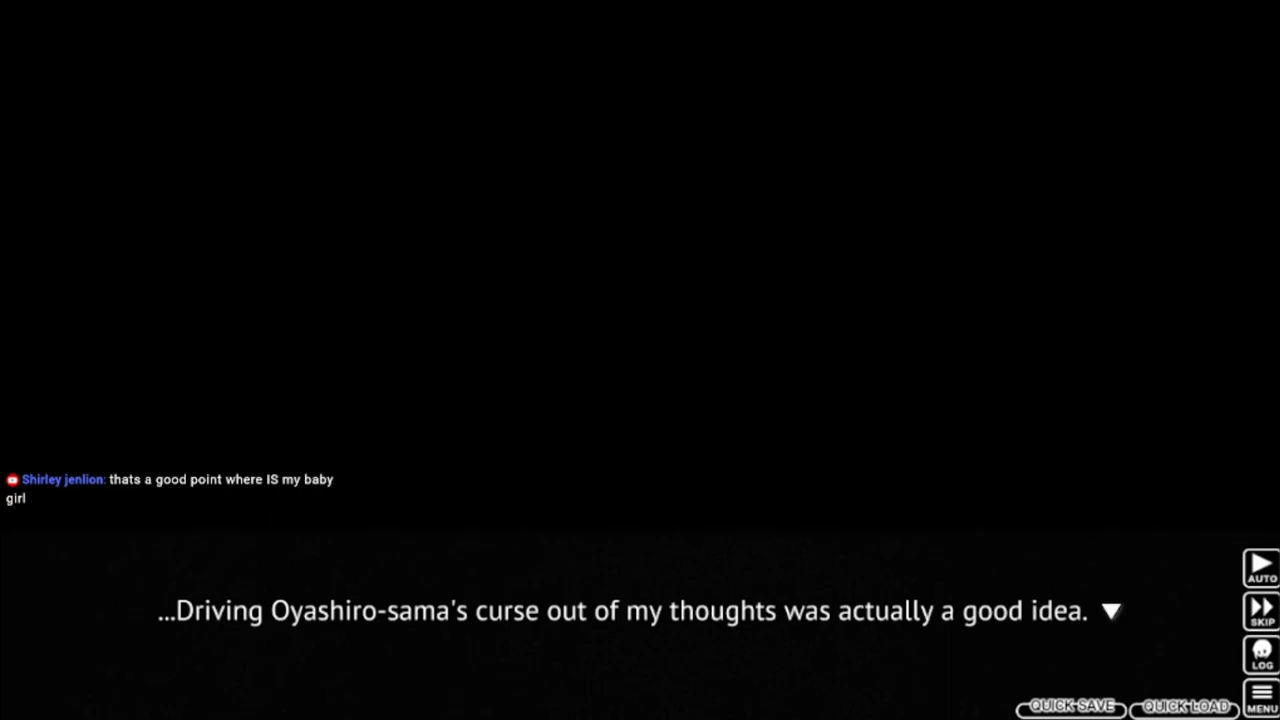 Shirley jenlion: thats a good point where IS my baby
girl
...Driving Oyashiro-sama's curse out of my thoughts was actually a good idea.
AUTO
SKIP
LOG
MENU
QUICK SAVE QUICK LOAD